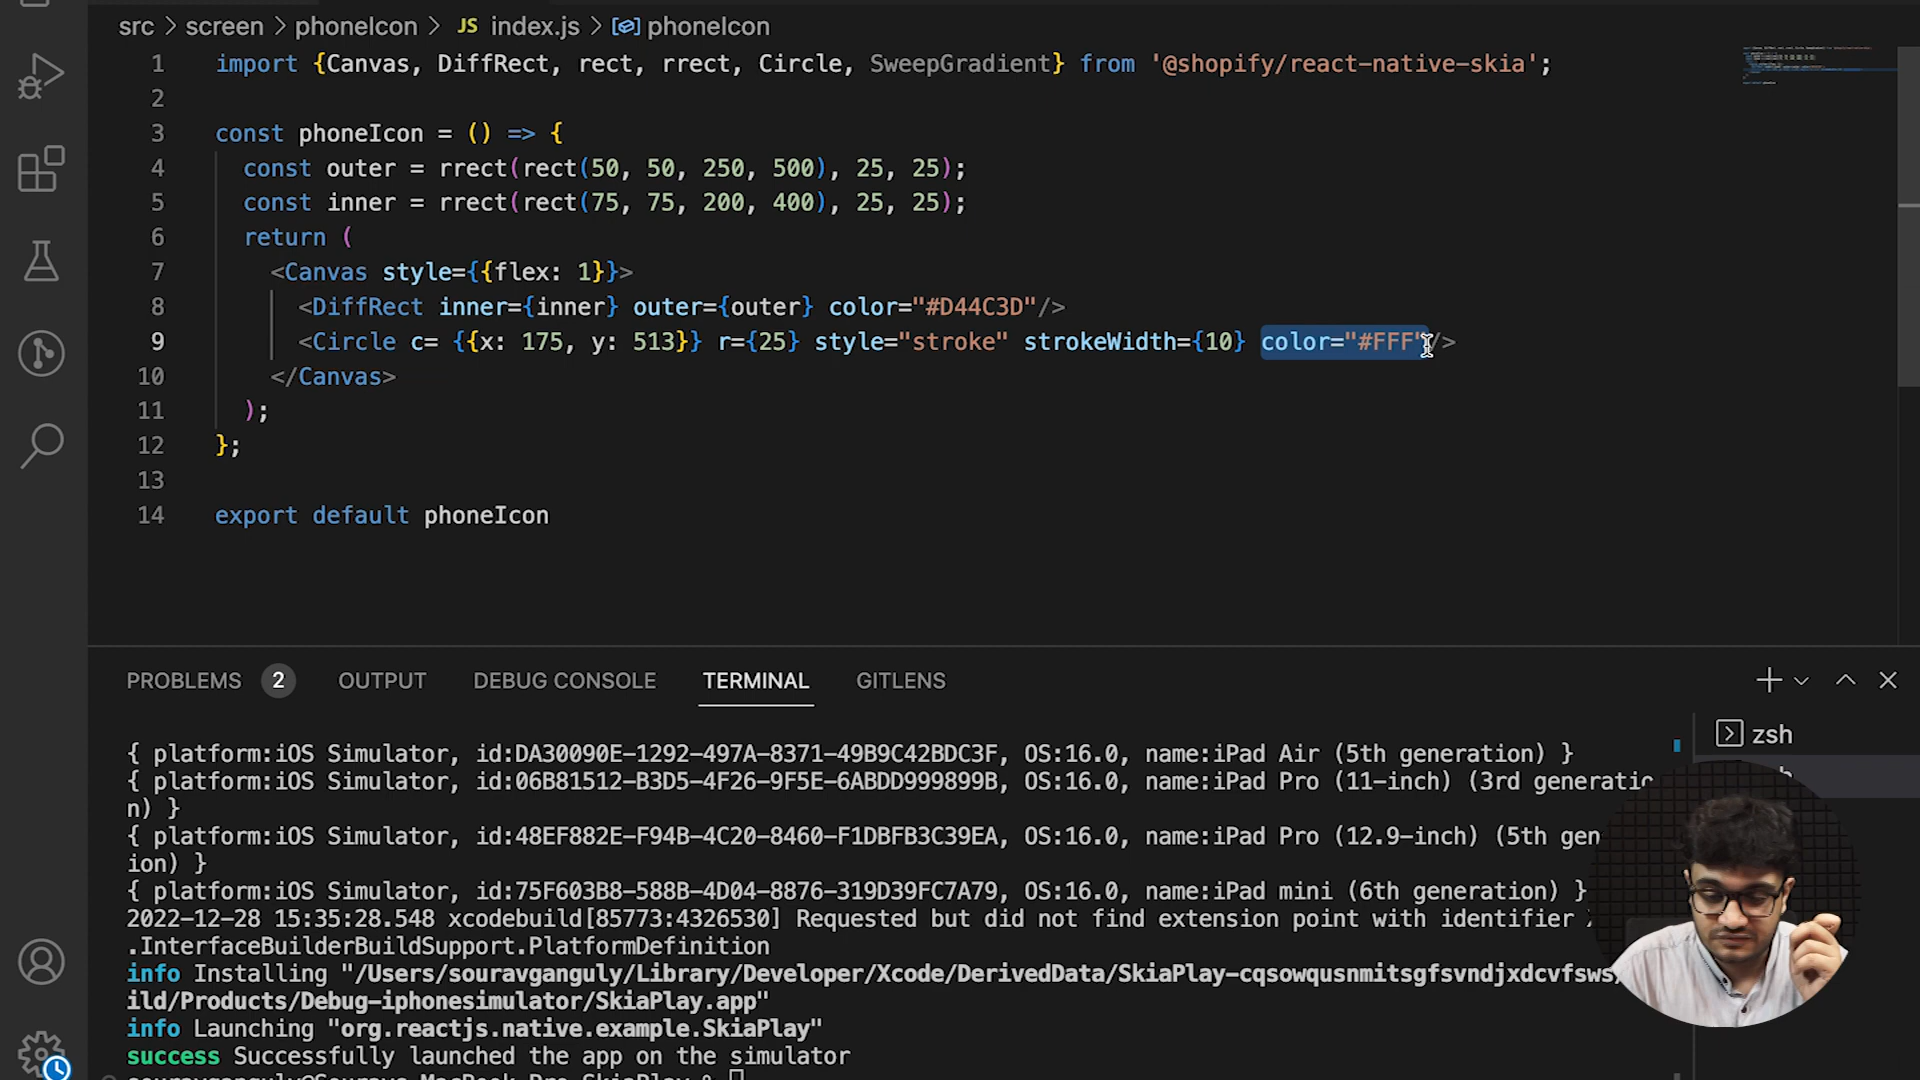 src > screen > phoneIcon > JS index.js > phoneIcon
1 import {Canvas, DiffRect, rect, rrect, Circle, SweepGradient} from '@shopify/react-native-skia';
2
3 const phoneIcon = () => {
4 const outer = rrect(rect(50, 50, 250, 500), 25, 25);
5 const inner = rrect(rect(75, 75, 200, 400), 25, 25);
6 return (
7 <Canvas style={{flex: 1}}>
8 <DiffRect inner={inner} outer={outer} color="#D44C3D"/>
9 <Circle c= {{x: 175, y: 513}} r={25} style="stroke" strokeWidth={10} color="#FFF"/>
10 </Canvas>
11 );
12 };
13
14 export default phoneIcon
PROBLEMS 2 OUTPUT DEBUG CONSOLE TERMINAL GITLENS
zsh
{ platform:iOS Simulator, id:DA30090E-1292-497A-8371-49B9C42BDC3F, OS:16.0, name:iPad Air (5th generation) }
{ platform:iOS Simulator, id:06B81512-B3D5-4F26-9F5E-6ABDD999899B, OS:16.0, name:iPad Pro (11-inch) (3rd generatio
n) }
{ platform:iOS Simulator, id:48EF882E-F94B-4C20-8460-F1DBFB3C39EA, OS:16.0, name:iPad Pro (12.9-inch) (5th gen
ion) }
{ platform:iOS Simulator, id:75F603B8-588B-4D04-8876-319D39FC7A79, OS:16.0, name:iPad mini (6th generation) }
2022-12-28 15:35:28.548 xcodebuild[85773:4326530] Requested but did not find extension point with identifier
.InterfaceBuilderBuildSupport.PlatformDefinition
info Installing "/Users/souravganguly/Library/Developer/Xcode/DerivedData/SkiaPlay-cqsowqusnmitsgfsvndjxdcvfsws/
ild/Products/Debug-iphonesimulator/SkiaPlay.app"
info Launching "org.reactjs.native.example.SkiaPlay"
success Successfully launched the app on the simulator